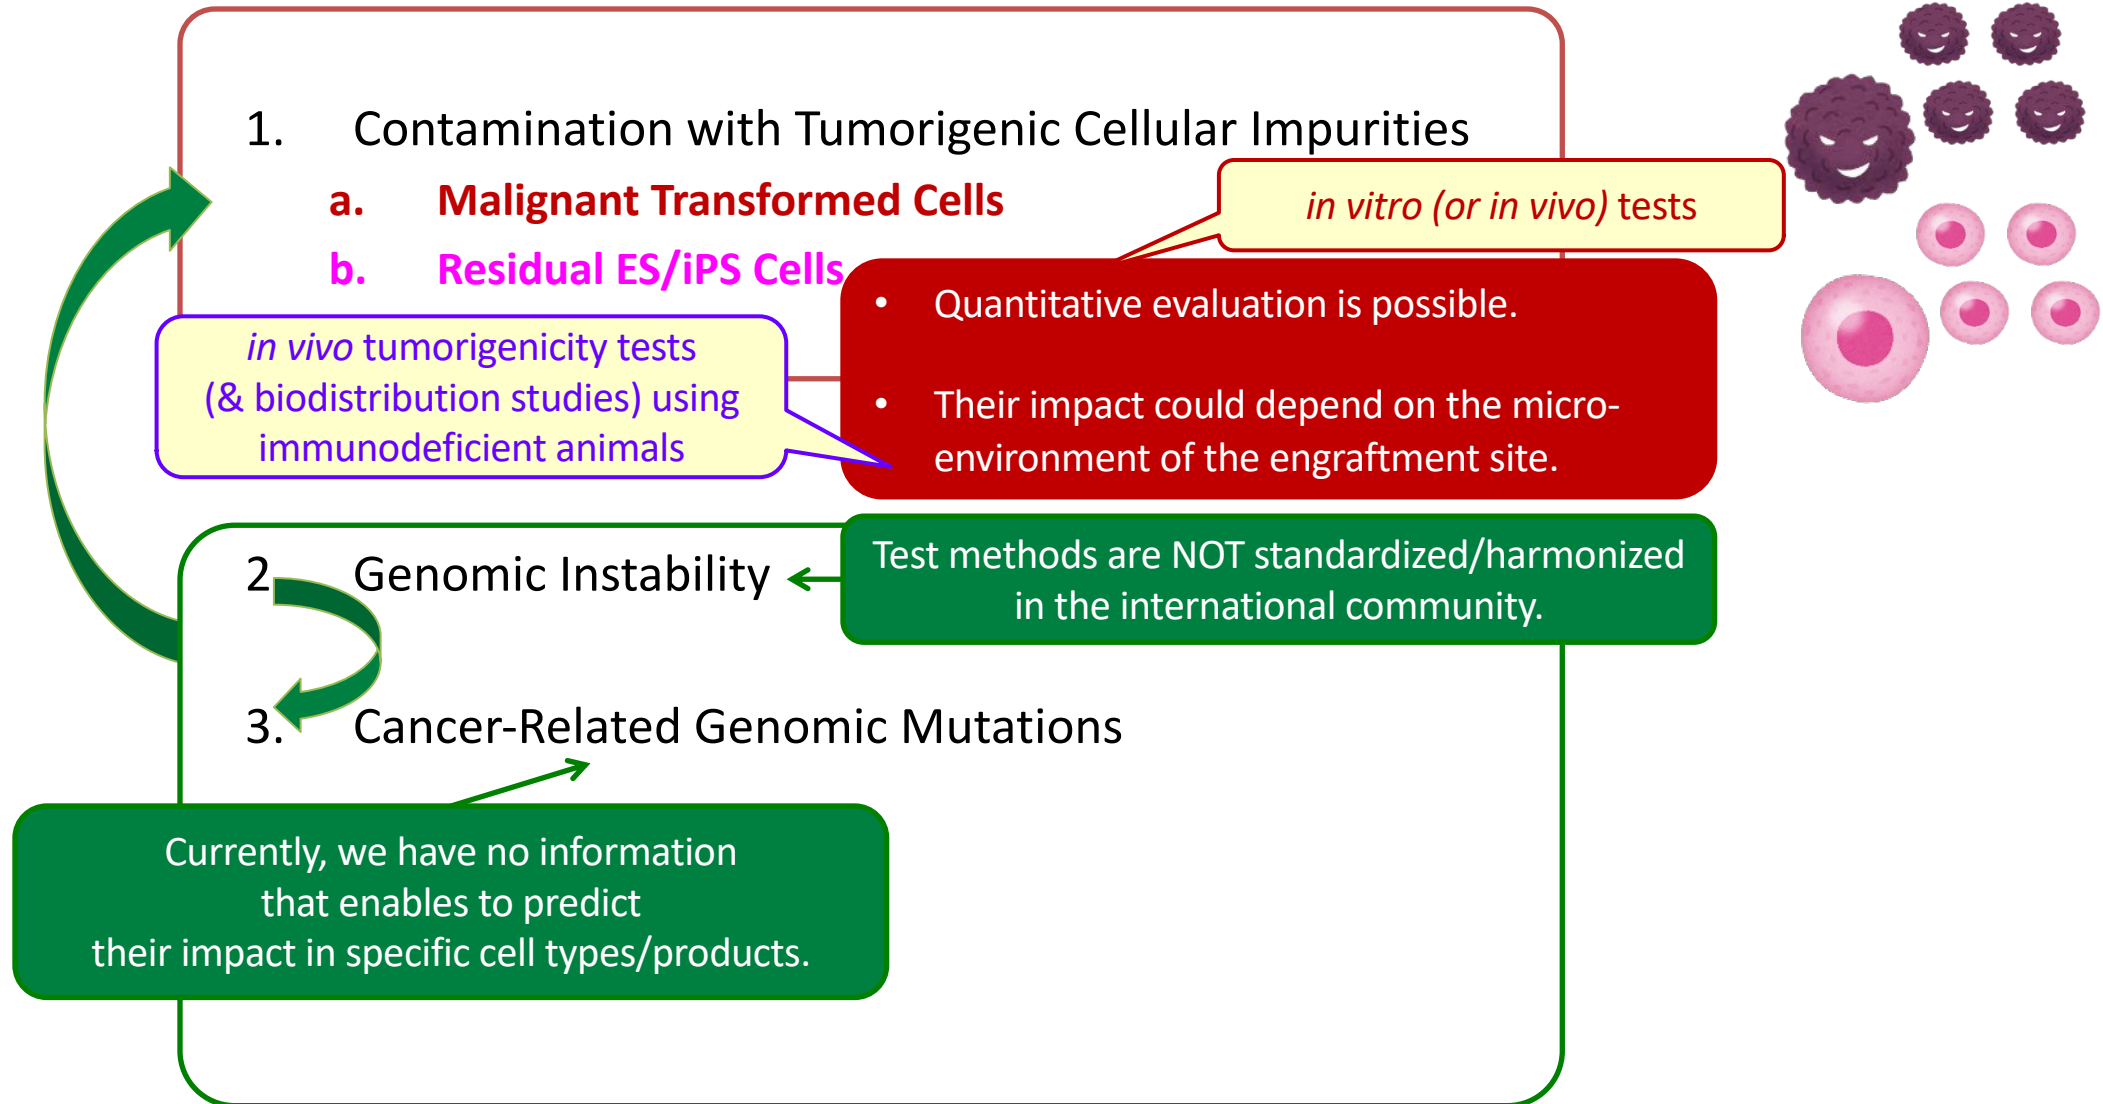 1. Contamination with Tumorigenic Cellular Impurities
a. Malignant Transformed Cells
in vitro (or in vivo) tests
b. Residual ES/iPS Cells
• Quantitative evaluation is possible.
• Their impact could depend on the micro-
environment of the engraftment site.
in vivo tumorigenicity tests
(& biodistribution studies) using
immunodeficient animals
2 Genomic Instability
Test methods are NOT standardized/harmonized
in the international community.
3. Cancer-Related Genomic Mutations
Currently, we have no information
that enables to predict
their impact in specific cell types/products.